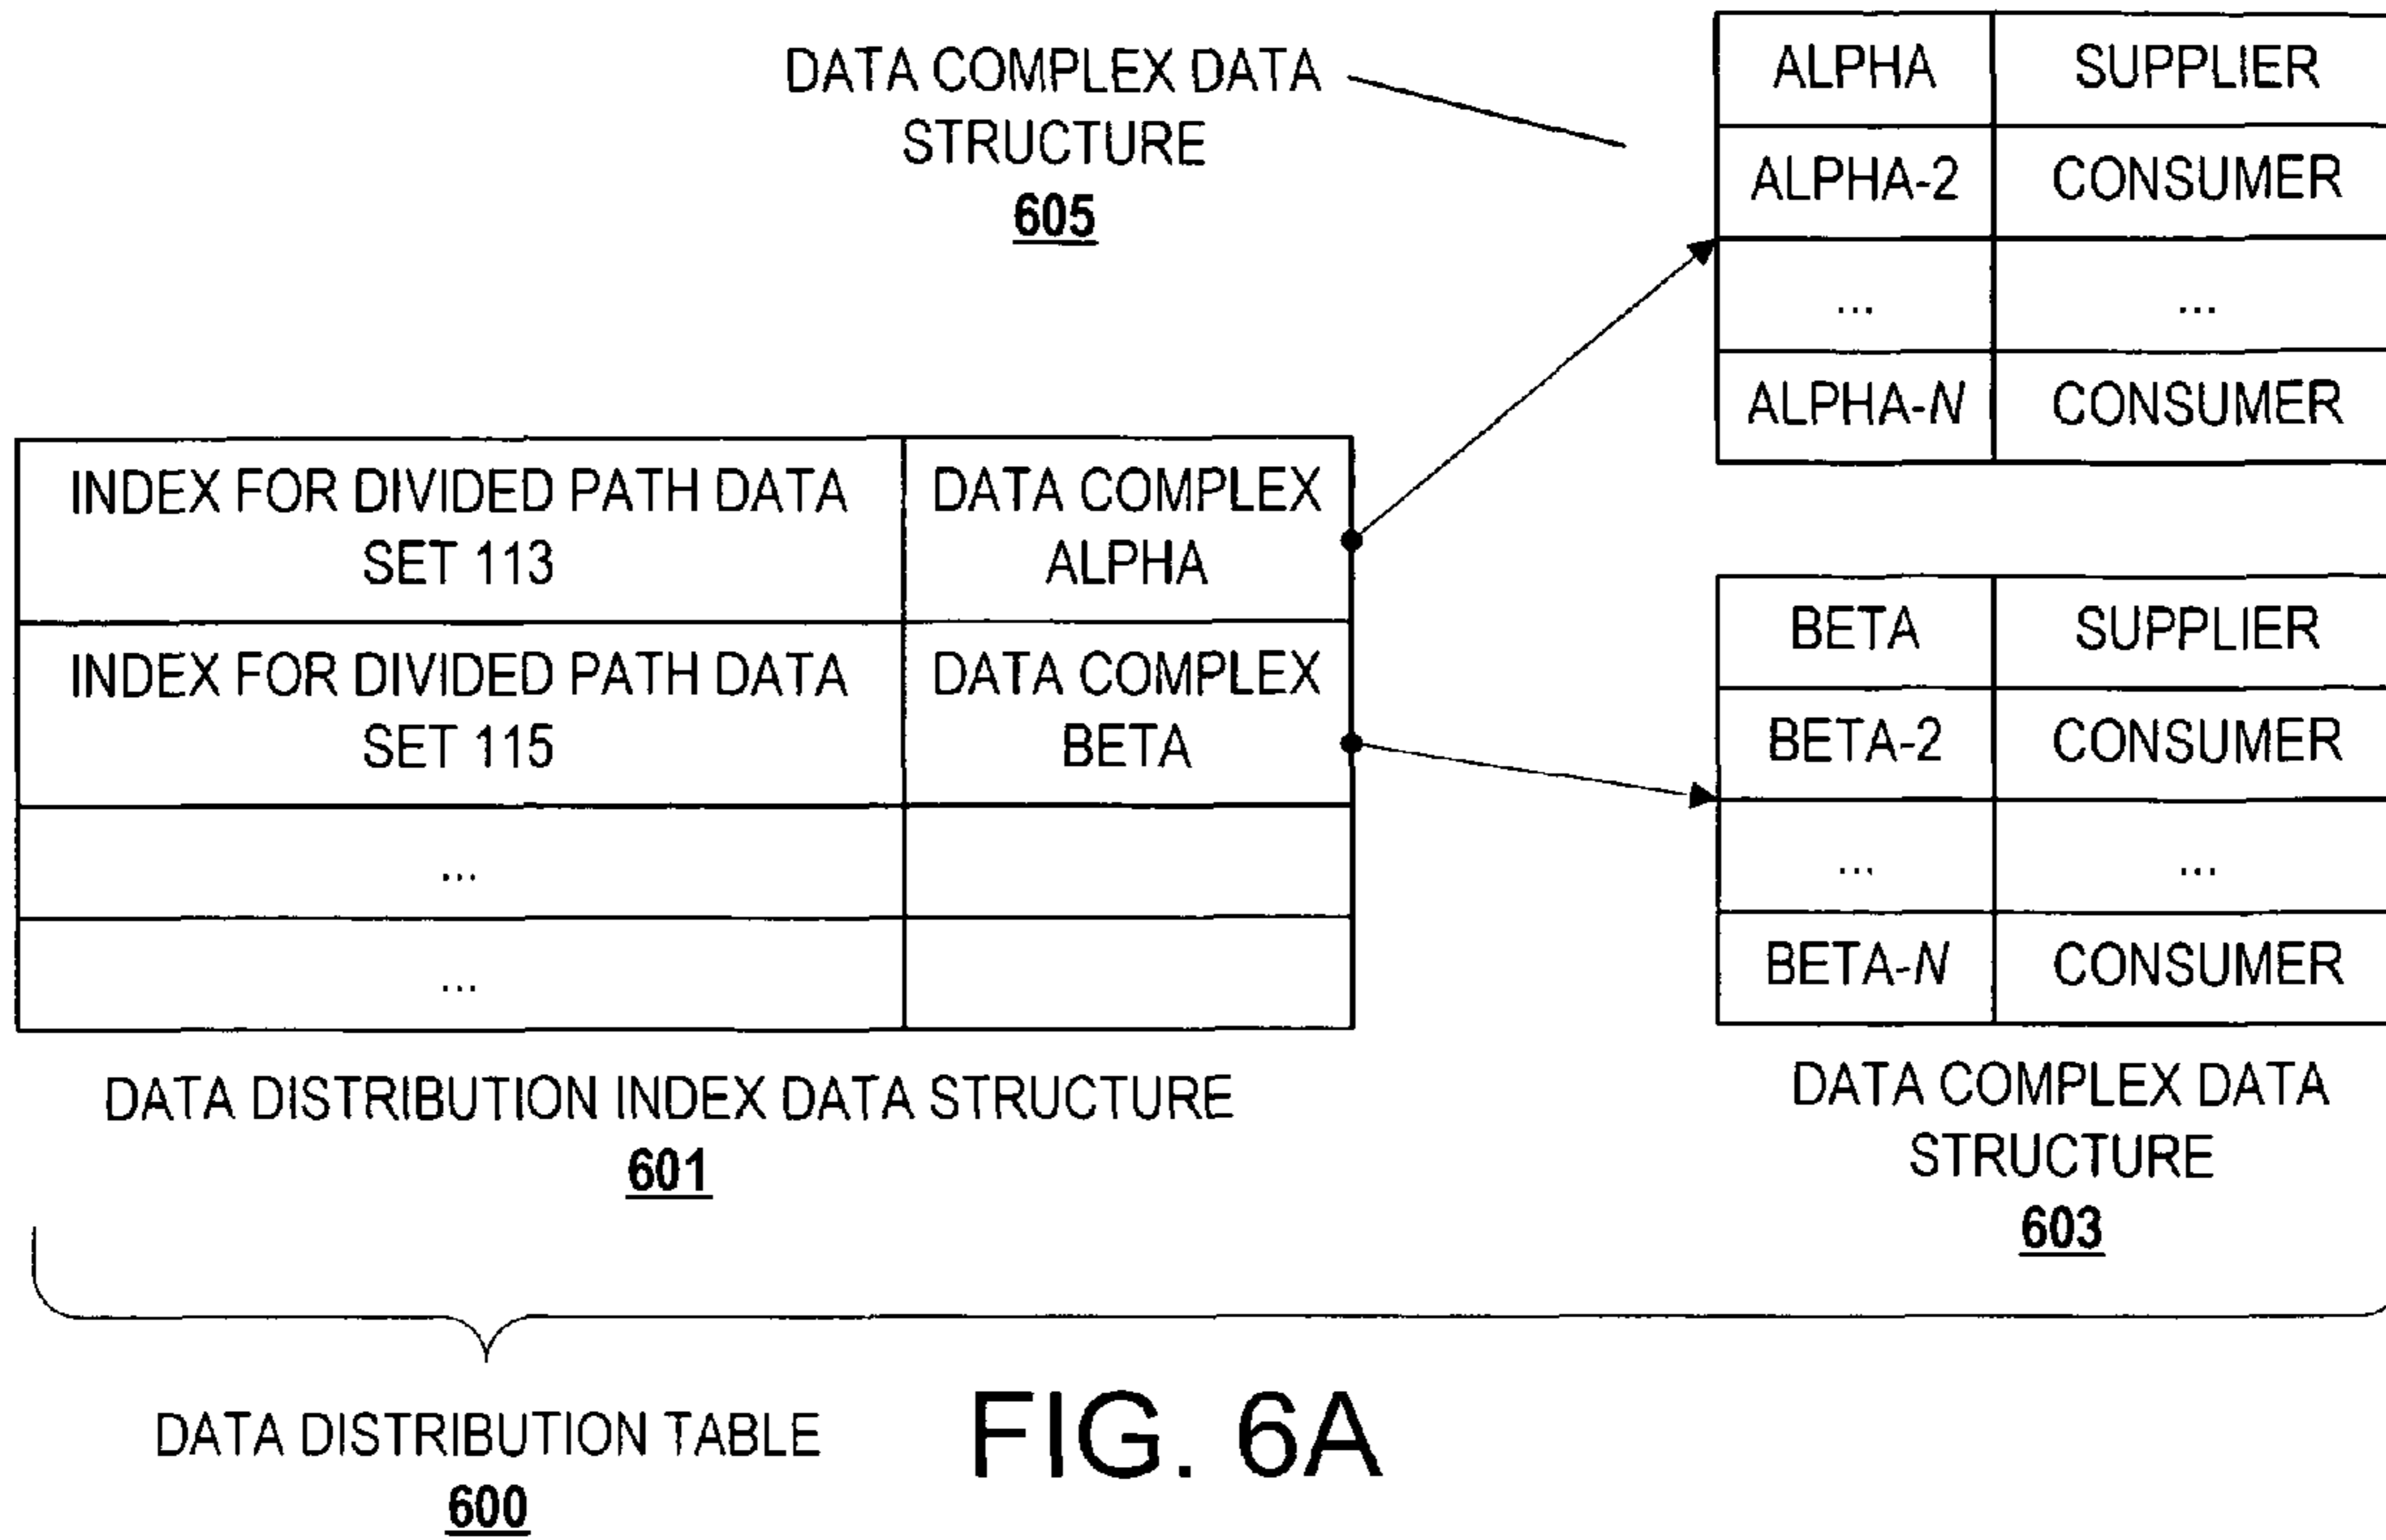 DATA COMPLEX DATA
STRUCTURE
605
ALPHA SUPPLIER
ALPHA-2 CONSUMER
... ...
ALPHA-N CONSUMER
INDEX FOR DIVIDED PATH DATA
SET 113
DATA COMPLEX
ALPHA
INDEX FOR DIVIDED PATH DATA
SET 115
DATA COMPLEX
BETA
...
...
BETA SUPPLIER
BETA-2 CONSUMER
... ...
BETA-N CONSUMER
DATA DISTRIBUTION INDEX DATA STRUCTURE
601
DATA COMPLEX DATA
STRUCTURE
603
DATA DISTRIBUTION TABLE
600
FIG. 6A